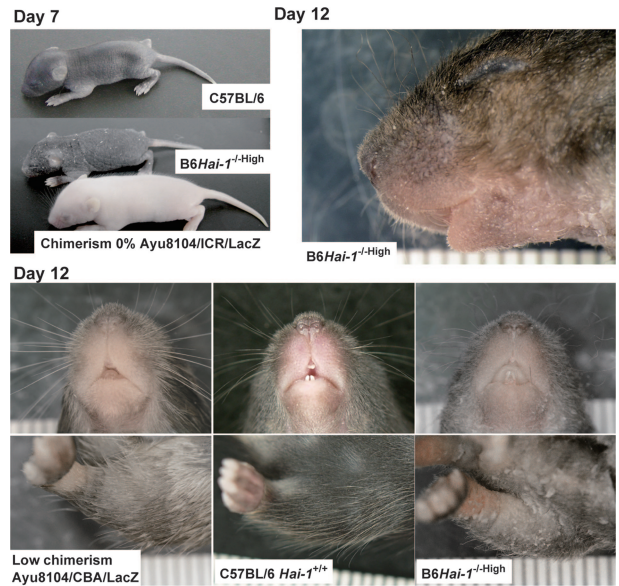 Day 7
Day 12
C57BL/6
B6Hai-1-/-High
Chimerism 0% Ayu8104/ICR/LacZ
B6Hai-1-/-High
Day 12
Low chimerism
Ayu8104/CBA/LacZ
C57BL/6 Hai-1+/+
B6Hai-1-/-High